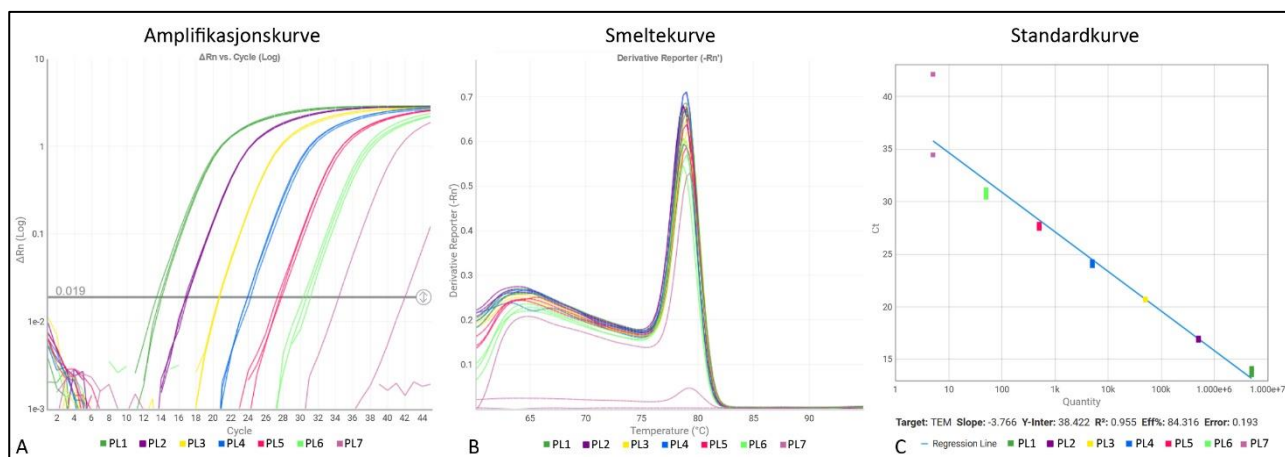 Amplifikasjonskurve
ΔRn vs. Cycle (Log)
ΔRn (Log)
10
1
0.1
1e-2
1e-3
0.019
2 4 6 8 10 12 14 16 18 20 22 24 26 28 30 32 34 36 38 40 42 44
Cycle
A
PL1 PL2 PL3 PL4 PL5 PL6 PL7
Smeltekurve
Derivative Reporter (-Rn')
Derivative Reporter (-Rn')
0.7
0.6
0.5
0.4
0.3
0.2
0.1
65 70 75 80 85 90
Temperature (°C)
B
PL1 PL2 PL3 PL4 PL5 PL6 PL7
Standardkurve
Ct
40
35
30
25
20
15
1 10 100 1k 10k 100k 1.000e+6 1.000e+7
Quantity
Target: TEM Slope: -3.766 Y-Inter: 38.422 R²: 0.955 Eff%: 84.316 Error: 0.193
C
Regression Line PL1 PL2 PL3 PL4 PL5 PL6 PL7